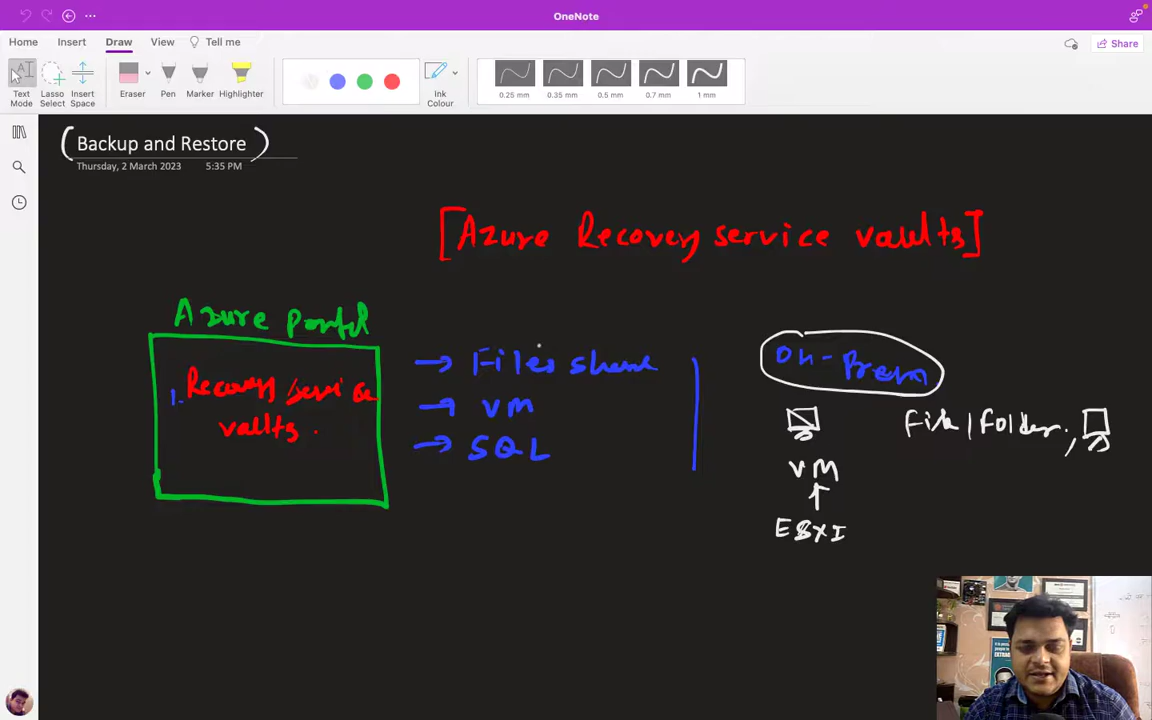 OneNote
Home Insert Draw View Tell me
Share
Text Mode
Lasso Select
Insert Space
Eraser
Pen
Marker
Highlighter
Ink Colour
0.25 mm
0.35 mm
0.5 mm
0.7 mm
1 mm
(Backup and Restore)
Thursday, 2 March 2023 5:35 PM
[Azure Recovery service vaults]
Azure portal
1. Recovery service
vaults.
→ Files share
→ VM
→ SQL
On-Prem
File/Folder,
VM
ESXI